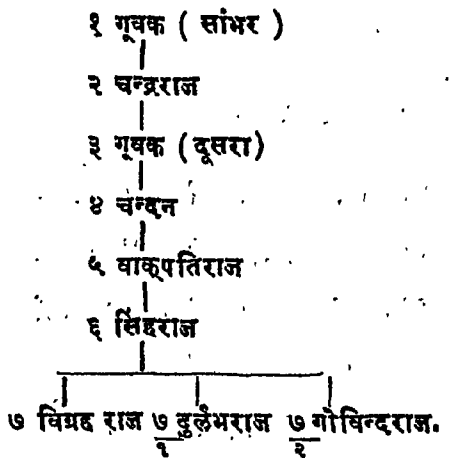 १ गूवक ( सांभर )
२ चन्द्रराज
३ गूवक ( दूसरा )
४ चन्दन
५ वाक्पतिराज
६ सिंहराज
७ विग्रह राज ७/१ दुर्लभराज ७/२ गोविन्दराज.